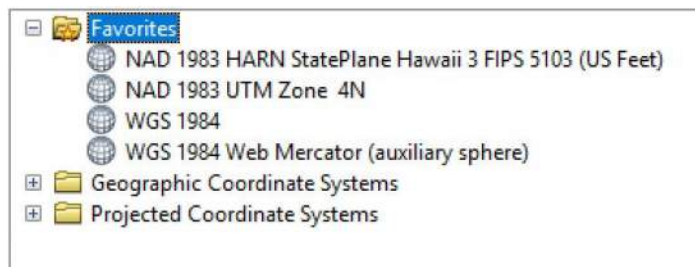 Favorites
NAD 1983 HARN StatePlane Hawaii 3 FIPS 5103 (US Feet)
NAD 1983 UTM Zone  4N
WGS 1984
WGS 1984 Web Mercator (auxiliary sphere)
Geographic Coordinate Systems
Projected Coordinate Systems